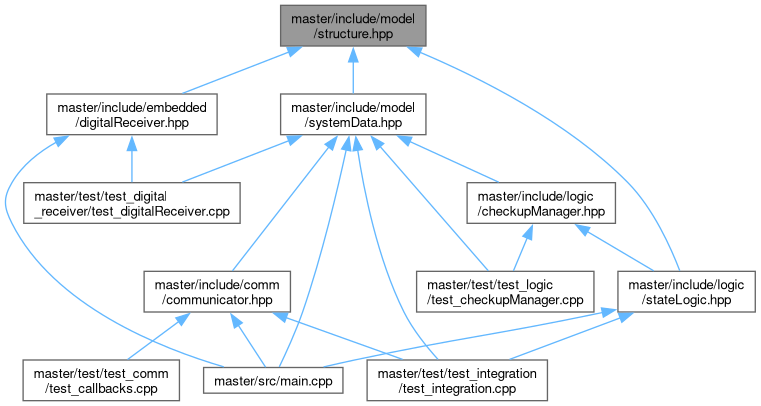 master/include/model
/structure.hpp
master/include/embedded
/digitalReceiver.hpp
master/include/model
/systemData.hpp
master/test/test_digital
_receiver/test_digitalReceiver.cpp
master/include/logic
/checkupManager.hpp
master/include/comm
/communicator.hpp
master/test/test_logic
/test_checkupManager.cpp
master/include/logic
/stateLogic.hpp
master/test/test_comm
/test_callbacks.cpp
master/src/main.cpp
master/test/test_integration
/test_integration.cpp